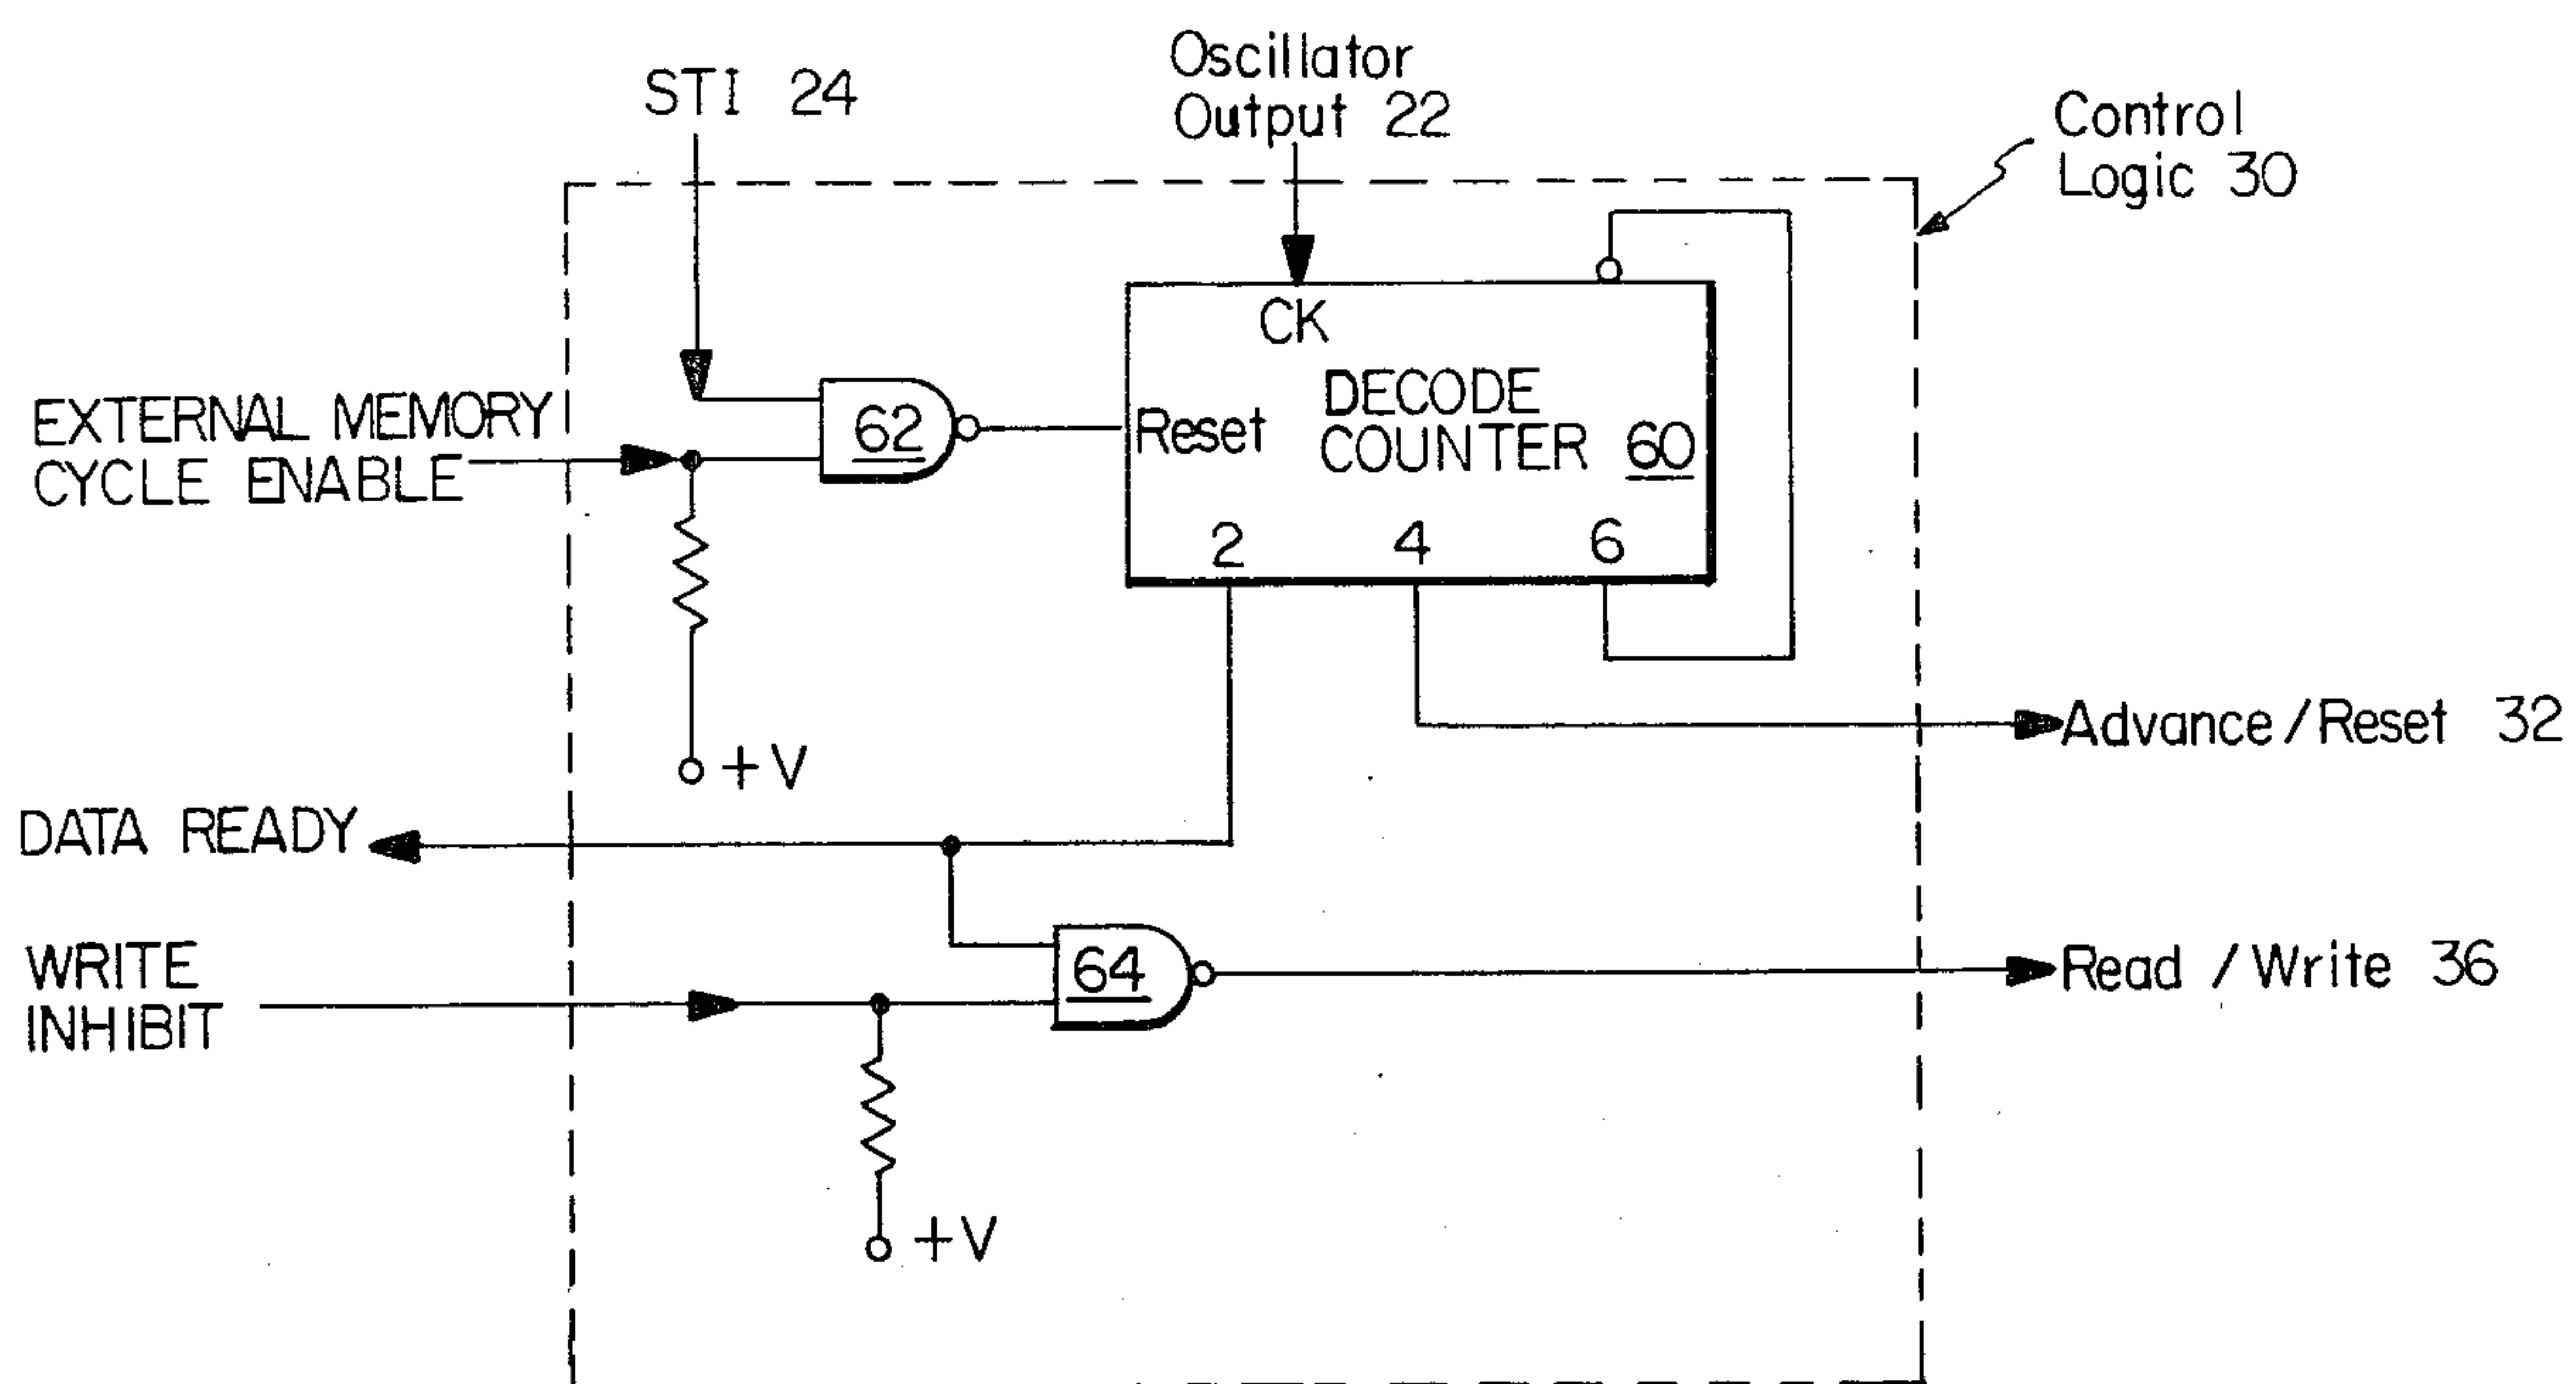 STI 24
Oscillator
Output 22
Control
Logic 30
EXTERNAL MEMORY
CYCLE ENABLE
62
CK
Reset
DECODE
COUNTER 60
2 4 6
+V
Advance/Reset 32
DATA READY
WRITE
INHIBIT
64
Read/Write 36
+V